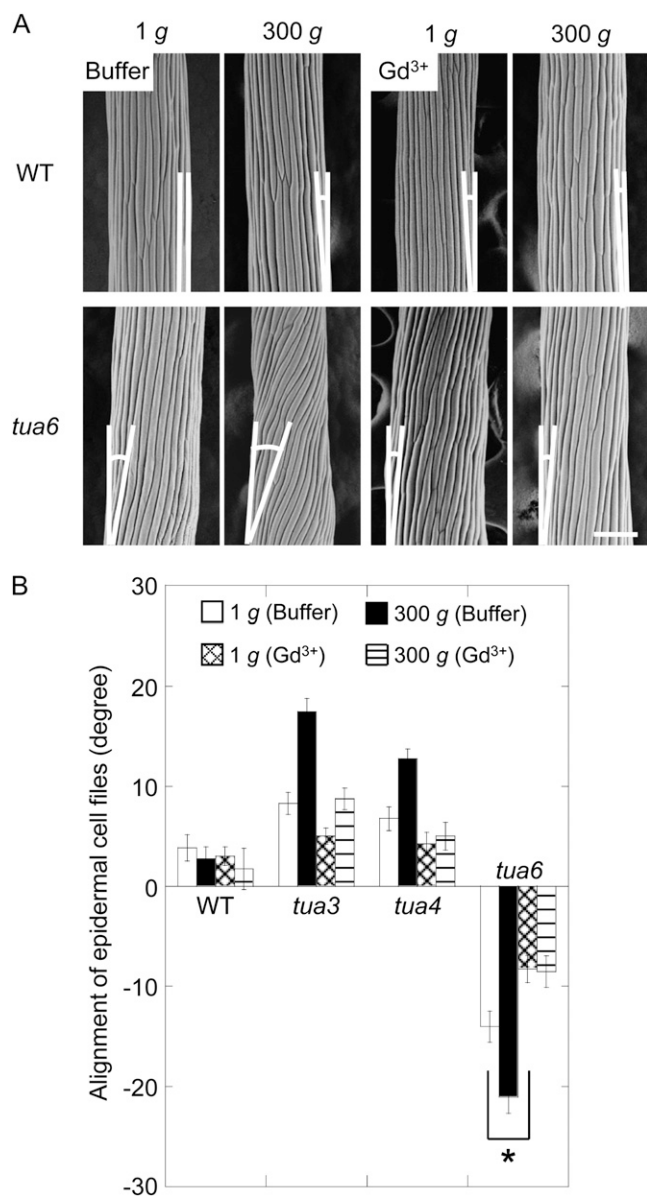 A
1 g 300 g 1 g 300 g
Buffer Gd³⁺
WT
tua6
B
30
20
10
0
-10
-20
-30
Alignment of epidermal cell files (degree)
1 g (Buffer) 300 g (Buffer)
1 g (Gd³⁺) 300 g (Gd³⁺)
WT tua3 tua4 tua6
*